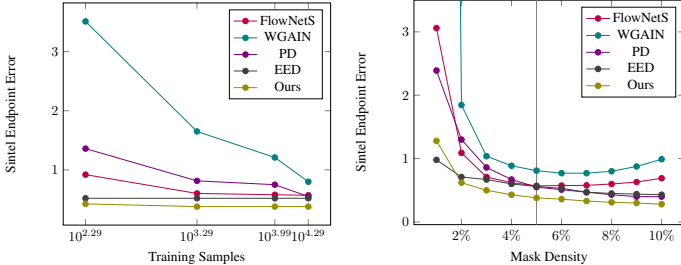 FlowNetS
WGAIN
PD
EED
Ours
3
2
1
Sintel Endpoint Error
10^2.29
10^3.29
10^3.99
10^4.29
Training Samples
FlowNetS
WGAIN
PD
EED
Ours
3
2
1
0
Sintel Endpoint Error
2%
4%
6%
8%
10%
Mask Density